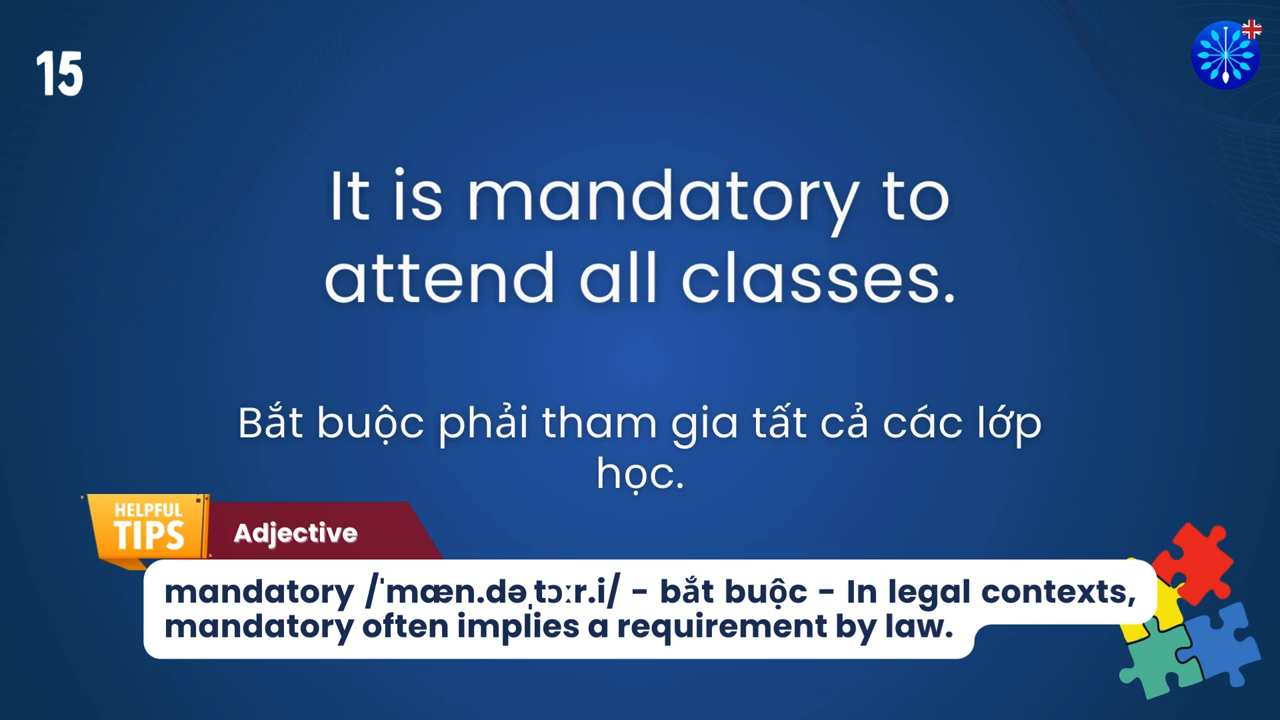 15
It is mandatory to
attend all classes.
Bắt buộc phải tham gia tất cả các lớp
học.
HELPFUL
TIPS
Adjective
mandatory /ˈmæn.dəˌtɔːr.i/ - bắt buộc - In legal contexts,
mandatory often implies a requirement by law.